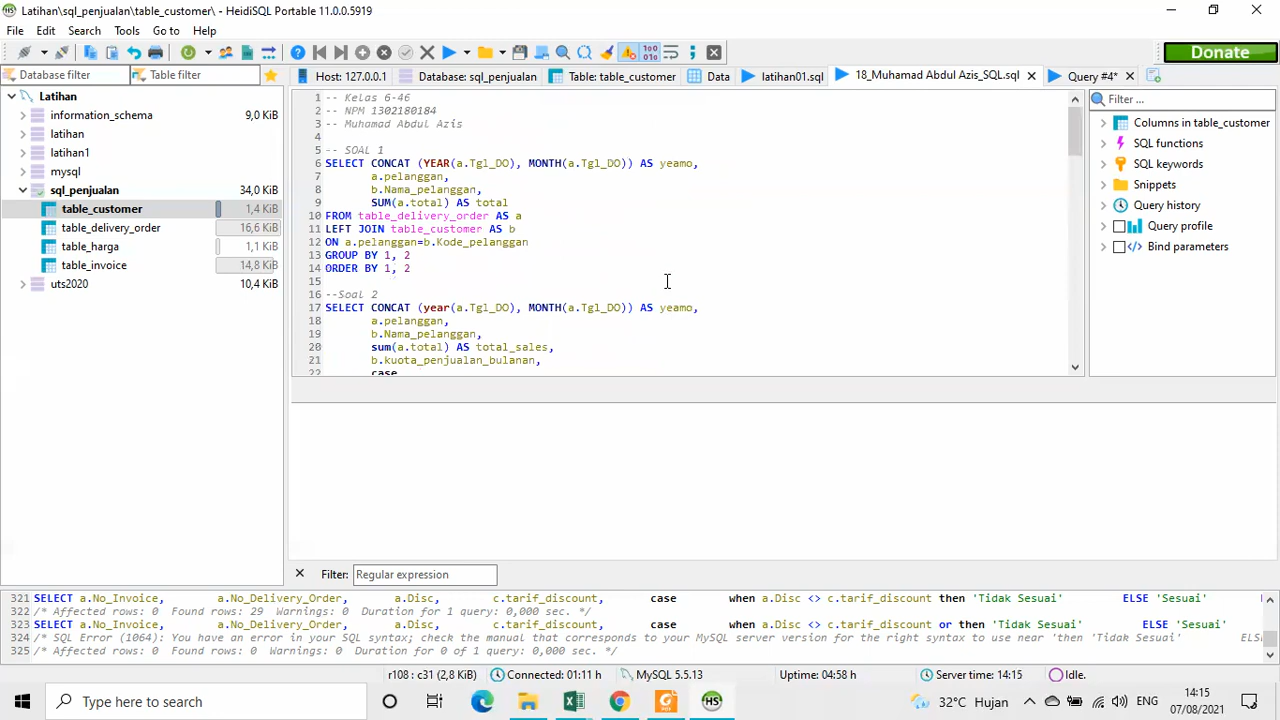 Latihan\sql_penjualan\table_customer\ - HeidiSQL Portable 11.0.0.5919
File Edit Search Tools Go to Help
Donate
Database filter Table filter
Host: 127.0.0.1 Database: sql_penjualan Table: table_customer Data latihan01.sql 18_Muhamad Abdul Azis_SQL.sql Query #4*
Latihan
information_schema 9,0 KiB
latihan
latihan1
mysql
sql_penjualan 34,0 KiB
table_customer 1,4 KiB
table_delivery_order 16,6 KiB
table_harga 1,1 KiB
table_invoice 14,8 KiB
uts2020 10,4 KiB
1 -- Kelas 6-46
2 -- NPM 1302180184
3 -- Muhamad Abdul Azis
4
5 -- SOAL 1
6 SELECT CONCAT (YEAR(a.Tgl_DO), MONTH(a.Tgl_DO)) AS yeamo,
7 a.pelanggan,
8 b.Nama_pelanggan,
9 SUM(a.total) AS total
10 FROM table_delivery_order AS a
11 LEFT JOIN table_customer AS b
12 ON a.pelanggan=b.Kode_pelanggan
13 GROUP BY 1, 2
14 ORDER BY 1, 2
15
16 --Soal 2
17 SELECT CONCAT (year(a.Tgl_DO), MONTH(a.Tgl_DO)) AS yeamo,
18 a.pelanggan,
19 b.Nama_pelanggan,
20 sum(a.total) AS total_sales,
21 b.kuota_penjualan_bulanan,
22 case
Filter ...
Columns in table_customer
SQL functions
SQL keywords
Snippets
Query history
Query profile
Bind parameters
Filter: Regular expression
321 SELECT a.No_Invoice, a.No_Delivery_Order, a.Disc, c.tarif_discount, case when a.Disc <> c.tarif_discount then 'Tidak Sesuai' ELSE 'Sesuai'
322 /* Affected rows: 0 Found rows: 29 Warnings: 0 Duration for 1 query: 0,000 sec. */
323 SELECT a.No_Invoice, a.No_Delivery_Order, a.Disc, c.tarif_discount, case when a.Disc <> c.tarif_discount or then 'Tidak Sesuai' ELSE 'Sesuai'
324 /* SQL Error (1064): You have an error in your SQL syntax; check the manual that corresponds to your MySQL server version for the right syntax to use near 'then 'Tidak Sesuai'
325 /* Affected rows: 0 Found rows: 0 Warnings: 0 Duration for 0 of 1 query: 0,000 sec. */
r108 : c31 (2,8 KiB) Connected: 01:11 h MySQL 5.5.13 Uptime: 04:58 h Server time: 14:15 Idle.
Type here to search
32°C Hujan
ENG
14:15
07/08/2021